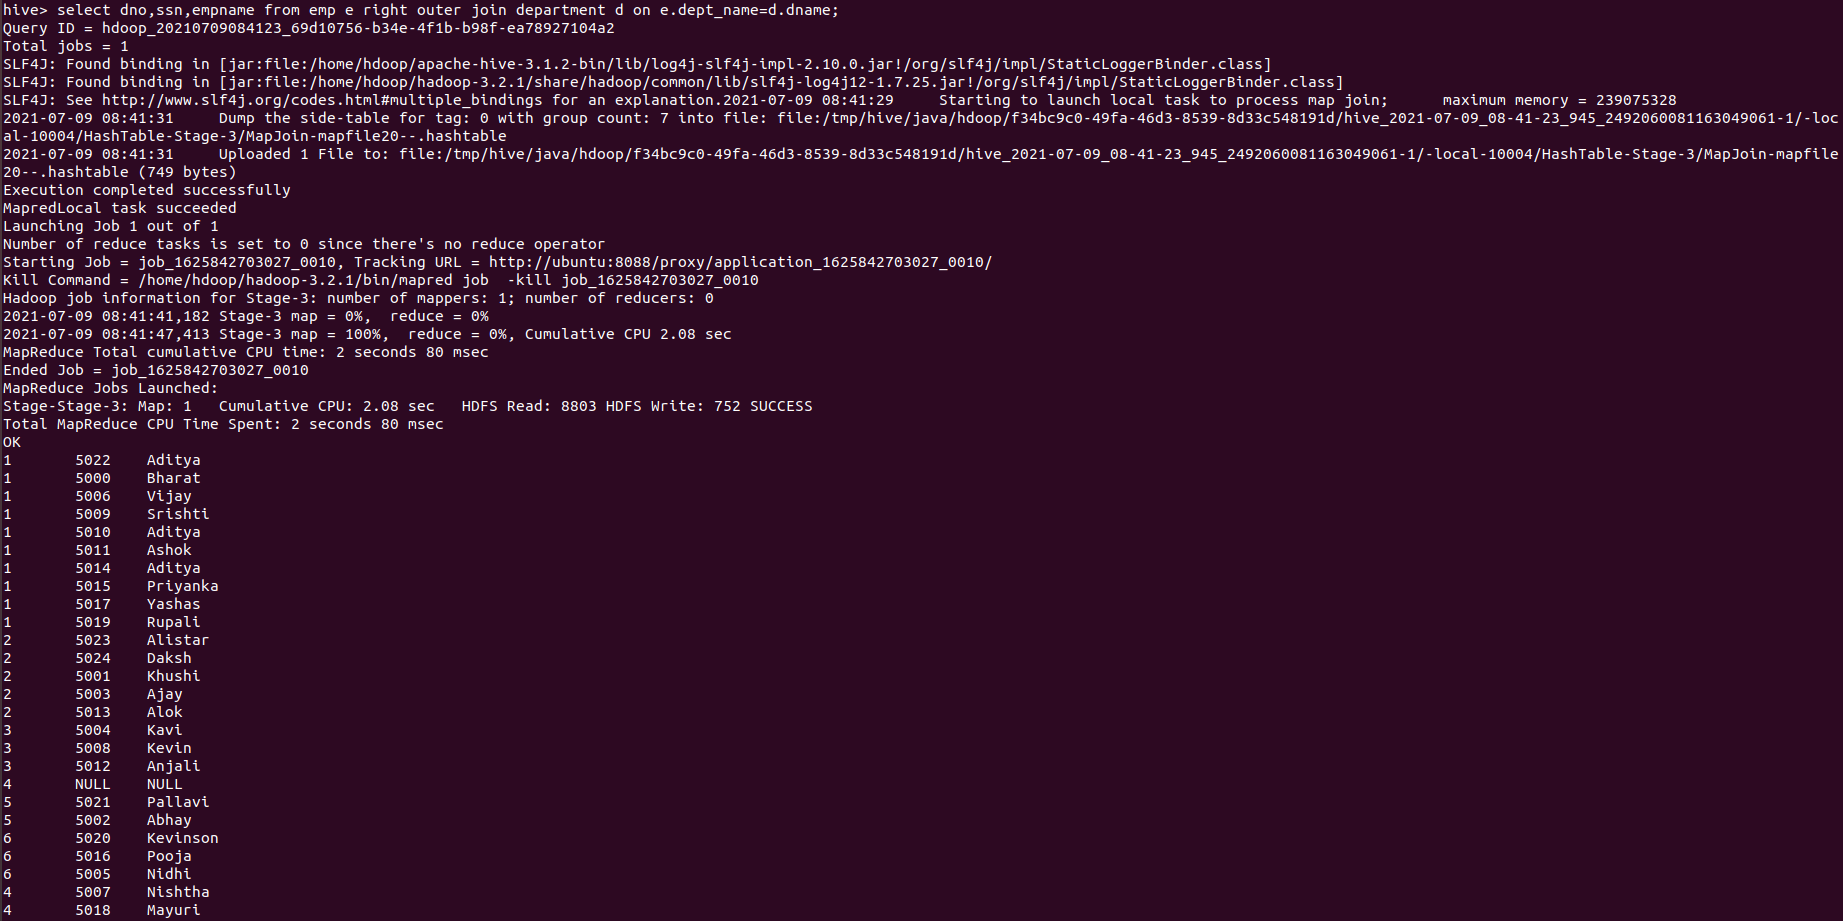 hive> select dno,ssn,empname from emp e right outer join department d on e.dept_name=d.dname;
Query ID = hdoop_20210709084123_69d10756-b34e-4f1b-b98f-ea78927104a2
Total jobs = 1
SLF4J: Found binding in [jar:file:/home/hdoop/apache-hive-3.1.2-bin/lib/log4j-slf4j-impl-2.10.0.jar!/org/slf4j/impl/StaticLoggerBinder.class]
SLF4J: Found binding in [jar:file:/home/hdoop/hadoop-3.2.1/share/hadoop/common/lib/slf4j-log4j12-1.7.25.jar!/org/slf4j/impl/StaticLoggerBinder.class]
SLF4J: See http://www.slf4j.org/codes.html#multiple_bindings for an explanation.2021-07-09 08:41:29     Starting to launch local task to process map join;      maximum memory = 239075328
2021-07-09 08:41:31     Dump the side-table for tag: 0 with group count: 7 into file: file:/tmp/hive/java/hdoop/f34bc9c0-49fa-46d3-8539-8d33c548191d/hive_2021-07-09_08-41-23_945_2492060081163049061-1/-loc
al-10004/HashTable-Stage-3/MapJoin-mapfile20--.hashtable
2021-07-09 08:41:31     Uploaded 1 File to: file:/tmp/hive/java/hdoop/f34bc9c0-49fa-46d3-8539-8d33c548191d/hive_2021-07-09_08-41-23_945_2492060081163049061-1/-local-10004/HashTable-Stage-3/MapJoin-mapfile
20--.hashtable (749 bytes)
Execution completed successfully
MapredLocal task succeeded
Launching Job 1 out of 1
Number of reduce tasks is set to 0 since there's no reduce operator
Starting Job = job_1625842703027_0010, Tracking URL = http://ubuntu:8088/proxy/application_1625842703027_0010/
Kill Command = /home/hdoop/hadoop-3.2.1/bin/mapred job  -kill job_1625842703027_0010
Hadoop job information for Stage-3: number of mappers: 1; number of reducers: 0
2021-07-09 08:41:41,182 Stage-3 map = 0%,  reduce = 0%
2021-07-09 08:41:47,413 Stage-3 map = 100%,  reduce = 0%, Cumulative CPU 2.08 sec
MapReduce Total cumulative CPU time: 2 seconds 80 msec
Ended Job = job_1625842703027_0010
MapReduce Jobs Launched:
Stage-Stage-3: Map: 1   Cumulative CPU: 2.08 sec   HDFS Read: 8803 HDFS Write: 752 SUCCESS
Total MapReduce CPU Time Spent: 2 seconds 80 msec
OK
1       5022    Aditya
1       5000    Bharat
1       5006    Vijay
1       5009    Srishti
1       5010    Aditya
1       5011    Ashok
1       5014    Aditya
1       5015    Priyanka
1       5017    Yashas
1       5019    Rupali
2       5023    Alistar
2       5024    Daksh
2       5001    Khushi
2       5003    Ajay
2       5013    Alok
3       5004    Kavi
3       5008    Kevin
3       5012    Anjali
4       NULL    NULL
5       5021    Pallavi
5       5002    Abhay
6       5020    Kevinson
6       5016    Pooja
6       5005    Nidhi
4       5007    Nishtha
4       5018    Mayuri